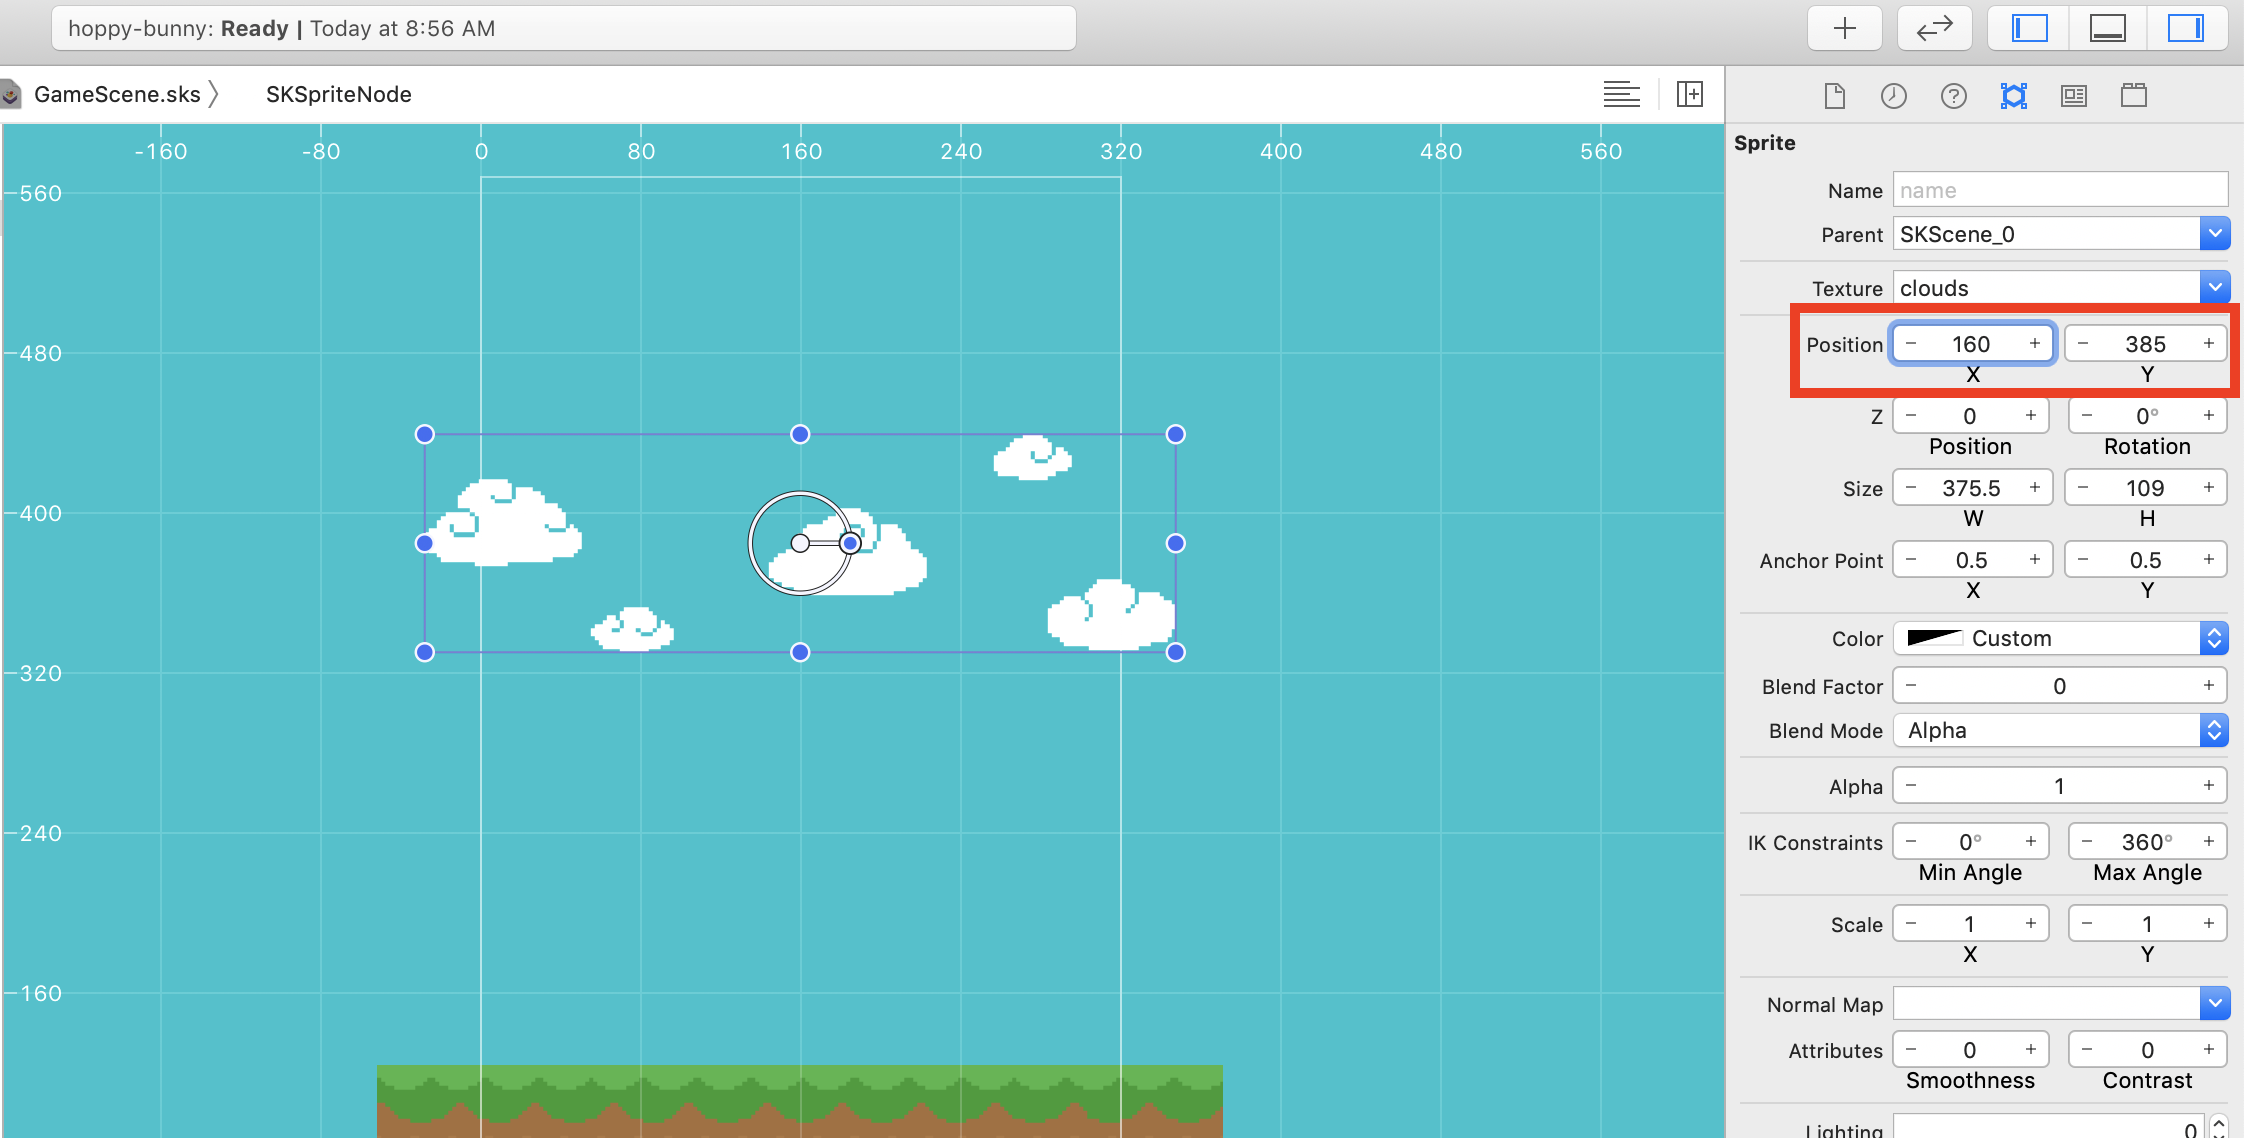 hoppy-bunny: Ready | Today at 8:56 AM
GameScene.sks SKSpriteNode
-160 -80 0 80 160 240 320 400 480 560
560
480
400
320
240
160
Sprite
Name name
Parent SKScene_0
Texture clouds
Position − 160 + − 385 +
X Y
Z − 0 + − 0° +
Position Rotation
Size − 375.5 + − 109 +
W H
Anchor Point − 0.5 + − 0.5 +
X Y
Color Custom
Blend Factor − 0 +
Blend Mode Alpha
Alpha − 1 +
IK Constraints − 0° + − 360° +
Min Angle Max Angle
Scale − 1 + − 1 +
X Y
Normal Map
Attributes − 0 + − 0 +
Smoothness Contrast
Lighting 0